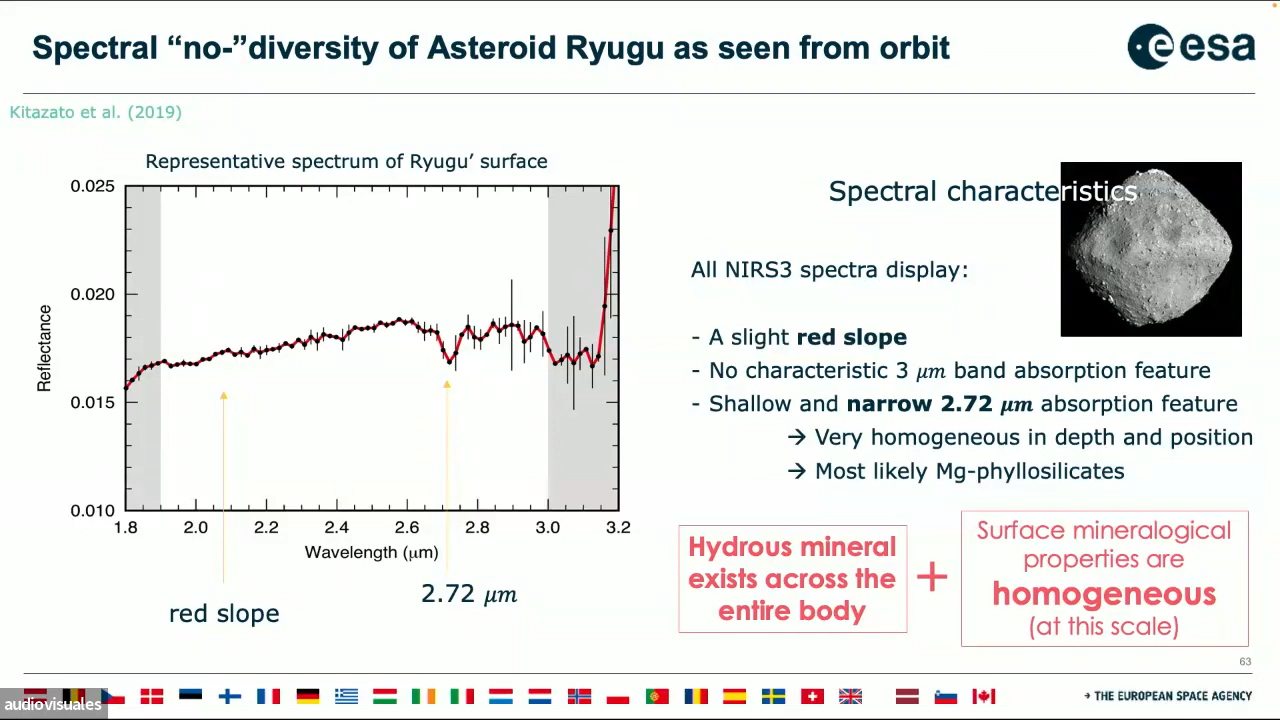 Spectral “no-”diversity of Asteroid Ryugu as seen from orbit
esa
Kitazato et al. (2019)
Representative spectrum of Ryugu’ surface
0.025
0.020
0.015
0.010
Reflectance
1.8 2.0 2.2 2.4 2.6 2.8 3.0 3.2
Wavelength (μm)
red slope
2.72 μm
Spectral characteristics
All NIRS3 spectra display:
- A slight red slope
- No characteristic 3 μm band absorption feature
- Shallow and narrow 2.72 μm absorption feature
→ Very homogeneous in depth and position
→ Most likely Mg-phyllosilicates
Hydrous mineral
exists across the
entire body
+
Surface mineralogical
properties are
homogeneous
(at this scale)
63
→ THE EUROPEAN SPACE AGENCY
audiovisuales